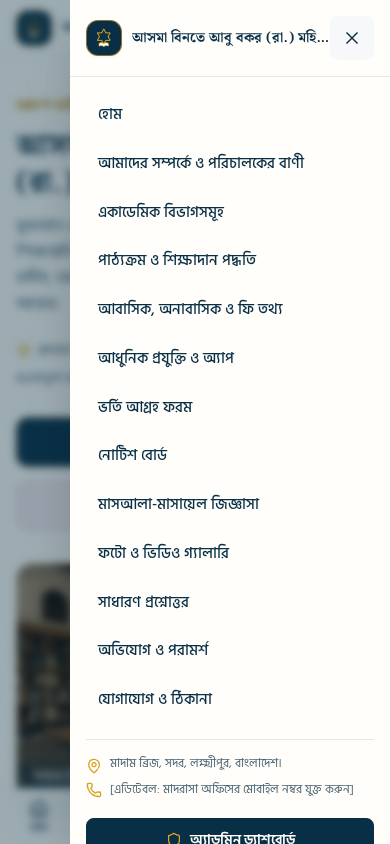 আসমা বিনতে আবু বকর (রা.) মহি...
হোম
আমাদের সম্পর্কে ও পরিচালকের বাণী
একাডেমিক বিভাগসমূহ
পাঠ্যক্রম ও শিক্ষাদান পদ্ধতি
আবাসিক, অনাবাসিক ও ফি তথ্য
আধুনিক প্রযুক্তি ও অ্যাপ
ভর্তি আগ্রহ ফরম
নোটিশ বোর্ড
মাসআলা-মাসায়েল জিজ্ঞাসা
ফটো ও ভিডিও গ্যালারি
সাধারণ প্রশ্নোত্তর
অভিযোগ ও পরামর্শ
যোগাযোগ ও ঠিকানা
মাদাম ব্রিজ, সদর, লক্ষ্মীপুর, বাংলাদেশ।
[এডিটেবল: মাদরাসা অফিসের মোবাইল নম্বর যুক্ত করুন]
অ্যাডমিন ড্যাশবোর্ড